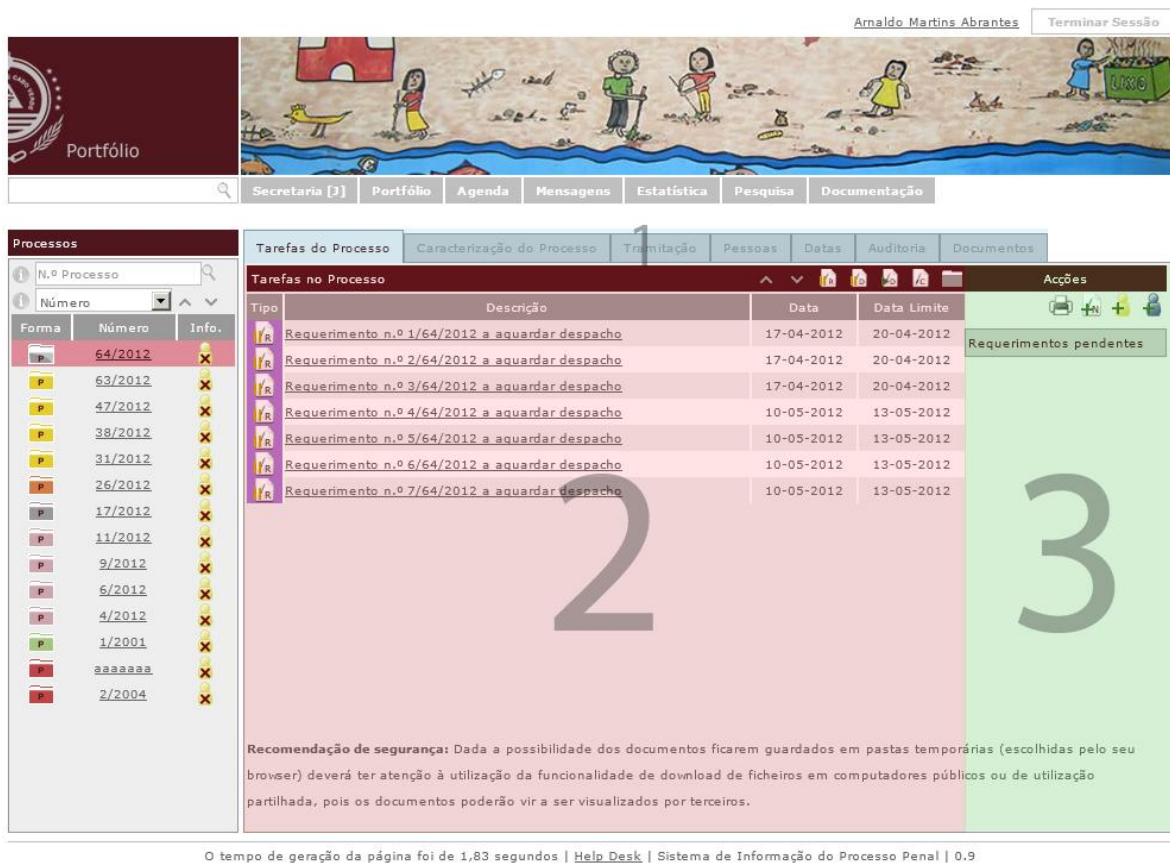 Arnaldo Martins Abrantes Terminar Sessão
Portfólio
LIXO
Secretaria [J] Portfólio Agenda Mensagens Estatística Pesquisa Documentação
Processos
Tarefas do Processo Caracterização do Processo Tramitação Pessoas Datas Auditoria Documentos
1
N.º Processo
Tarefas no Processo
Acções
Número
Tipo Descrição Data Data Limite
Forma Número Info.
Requerimentos pendentes
Requerimento n.º 1/64/2012 a aguardar despacho 17-04-2012 20-04-2012
Requerimento n.º 2/64/2012 a aguardar despacho 17-04-2012 20-04-2012
Requerimento n.º 3/64/2012 a aguardar despacho 17-04-2012 20-04-2012
Requerimento n.º 4/64/2012 a aguardar despacho 10-05-2012 13-05-2012
Requerimento n.º 5/64/2012 a aguardar despacho 10-05-2012 13-05-2012
Requerimento n.º 6/64/2012 a aguardar despacho 10-05-2012 13-05-2012
Requerimento n.º 7/64/2012 a aguardar despacho 10-05-2012 13-05-2012
P 64/2012
P 63/2012
P 47/2012
P 38/2012
P 31/2012
P 26/2012
P 17/2012
P 11/2012
P 9/2012
P 6/2012
P 4/2012
P 1/2001
P aaaaaaa
P 2/2004
2
3
Recomendação de segurança: Dada a possibilidade dos documentos ficarem guardados em pastas temporárias (escolhidas pelo seu
browser) deverá ter atenção à utilização da funcionalidade de download de ficheiros em computadores públicos ou de utilização
partilhada, pois os documentos poderão vir a ser visualizados por terceiros.
O tempo de geração da página foi de 1,83 segundos | Help Desk | Sistema de Informação do Processo Penal | 0.9